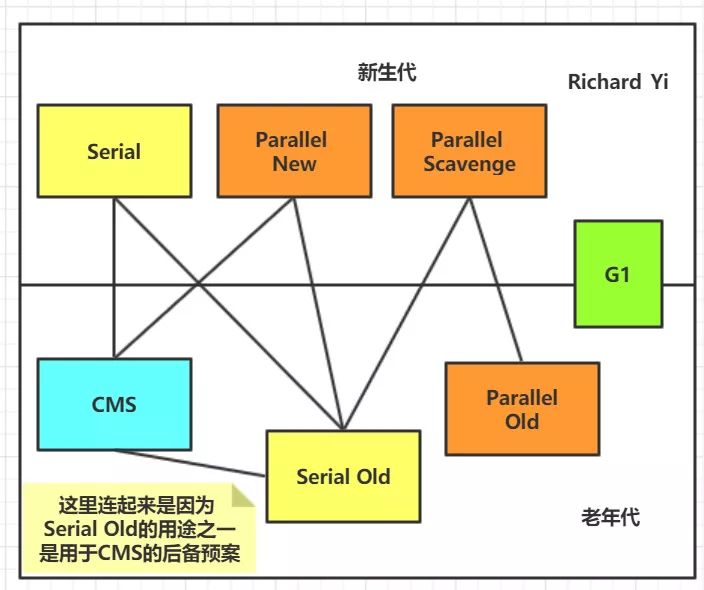 新生代
Richard Yi
Serial
Parallel
New
Parallel
Scavenge
G1
CMS
Serial Old
Parallel
Old
这里连起来是因为
Serial Old的用途之一
是用于CMS的后备预案
老年代